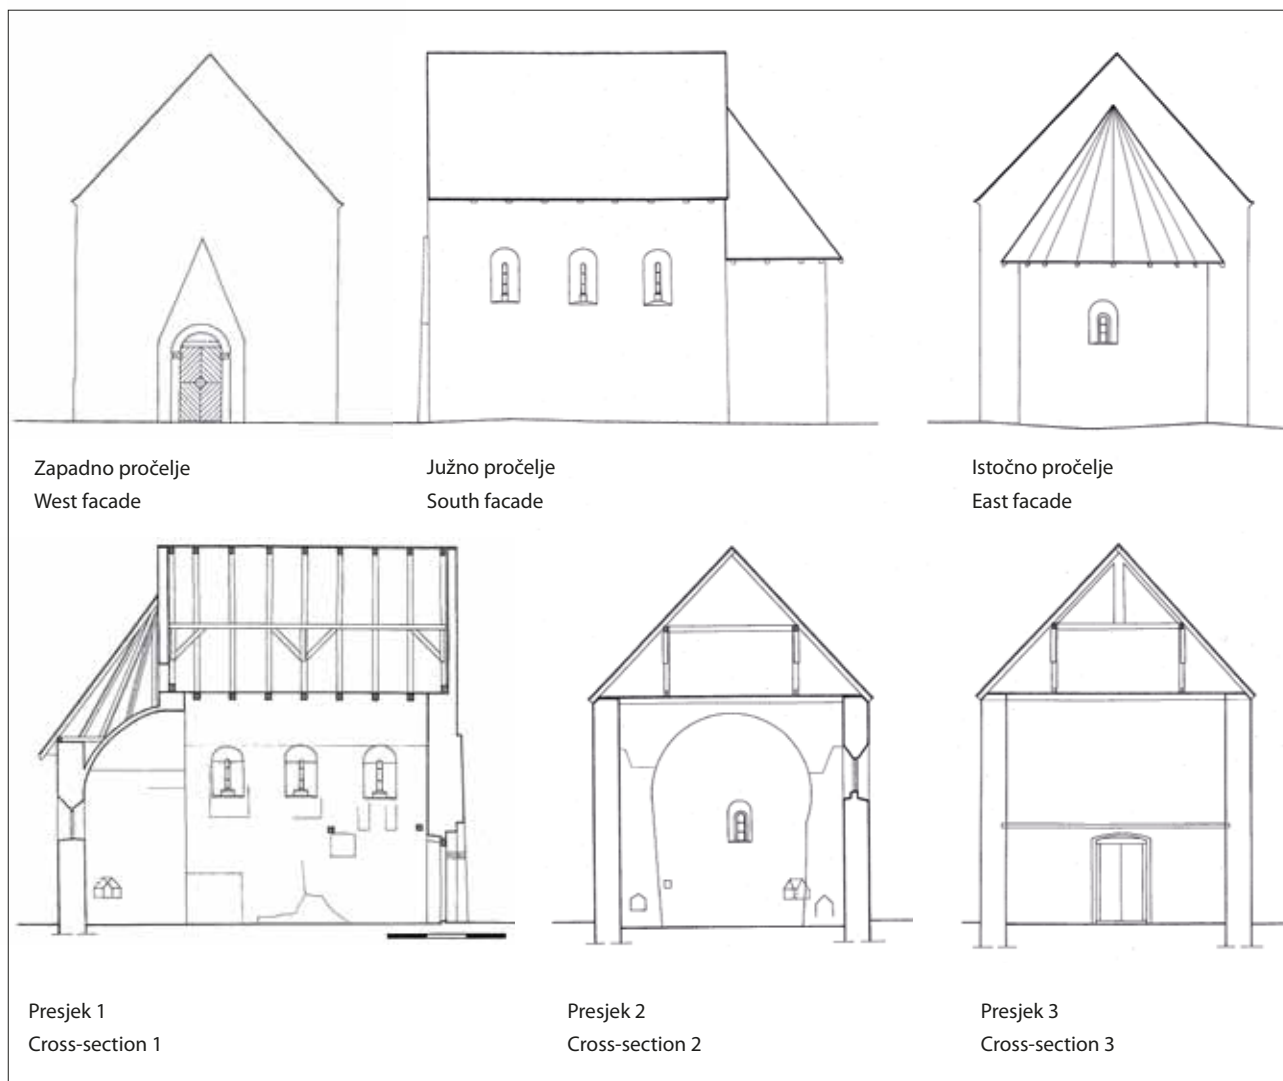 Zapadno pročelje
West facade
Južno pročelje
South facade
Istočno pročelje
East facade
Presjek 1
Cross-section 1
Presjek 2
Cross-section 2
Presjek 3
Cross-section 3